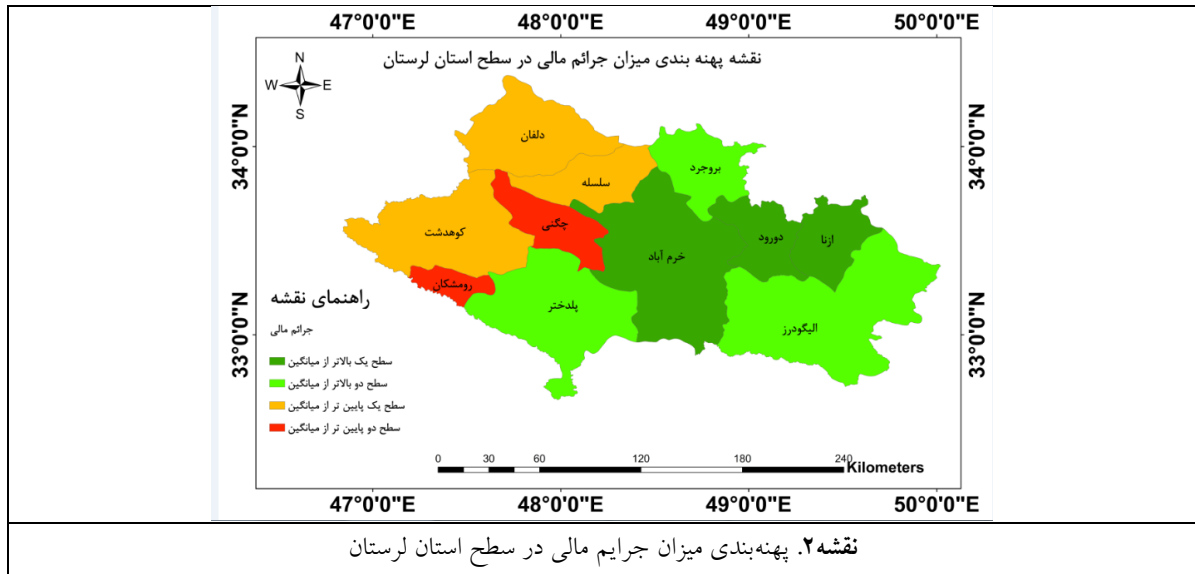 47°0'0"E 48°0'0"E 49°0'0"E 50°0'0"E
نقشه پهنه بندی میزان جرائم مالی در سطح استان لرستان
N
W E
S
34°0'0"N
34°0'0"N
دلفان
بروجرد
سلسله
چگنی
کوهدشت
دورود
ازنا
خرم آباد
رومشکان
پلدختر
الیگودرز
33°0'0"N
33°0'0"N
راهنمای نقشه
جرائم مالی
سطح یک بالاتر از میانگین
سطح دو بالاتر از میانگین
سطح یک پایین تر از میانگین
سطح دو پایین تر از میانگین
0 30 60 120 180 240
Kilometers
47°0'0"E 48°0'0"E 49°0'0"E 50°0'0"E
نقشه۲. پهنه‌بندی میزان جرایم مالی در سطح استان لرستان